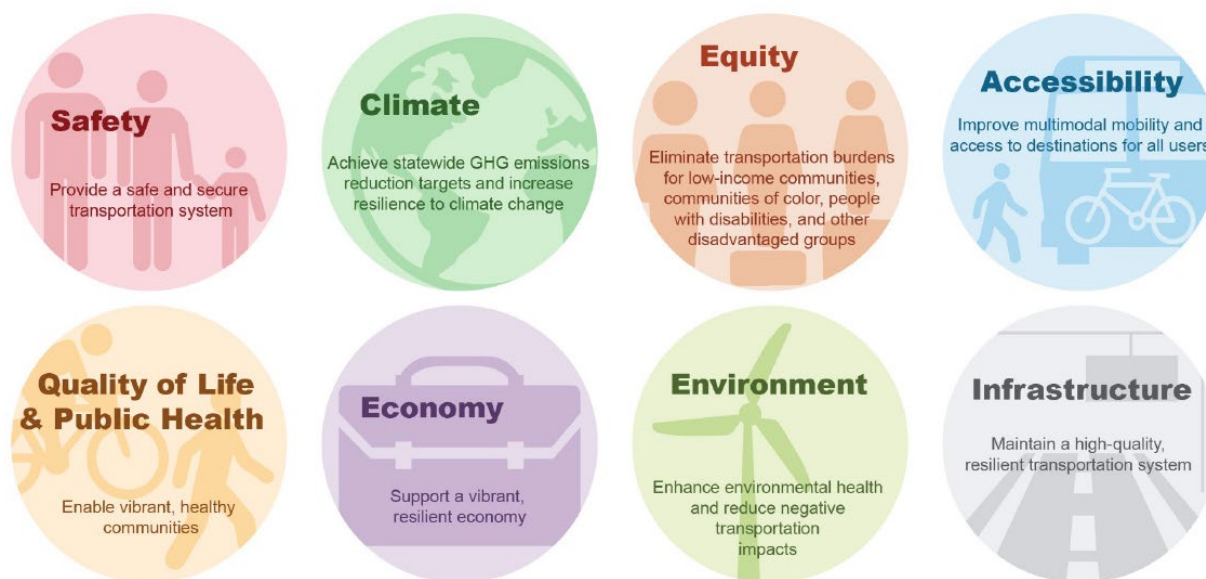 Safety
Provide a safe and secure
transportation system
Climate
Achieve statewide GHG emissions
reduction targets and increase
resilience to climate change
Equity
Eliminate transportation burdens
for low-income communities,
communities of color, people
with disabilities, and other
disadvantaged groups
Accessibility
Improve multimodal mobility and
access to destinations for all users
Quality of Life
& Public Health
Enable vibrant, healthy
communities
Economy
Support a vibrant,
resilient economy
Environment
Enhance environmental health
and reduce negative
transportation
impacts
Infrastructure
Maintain a high-quality,
resilient transportation system